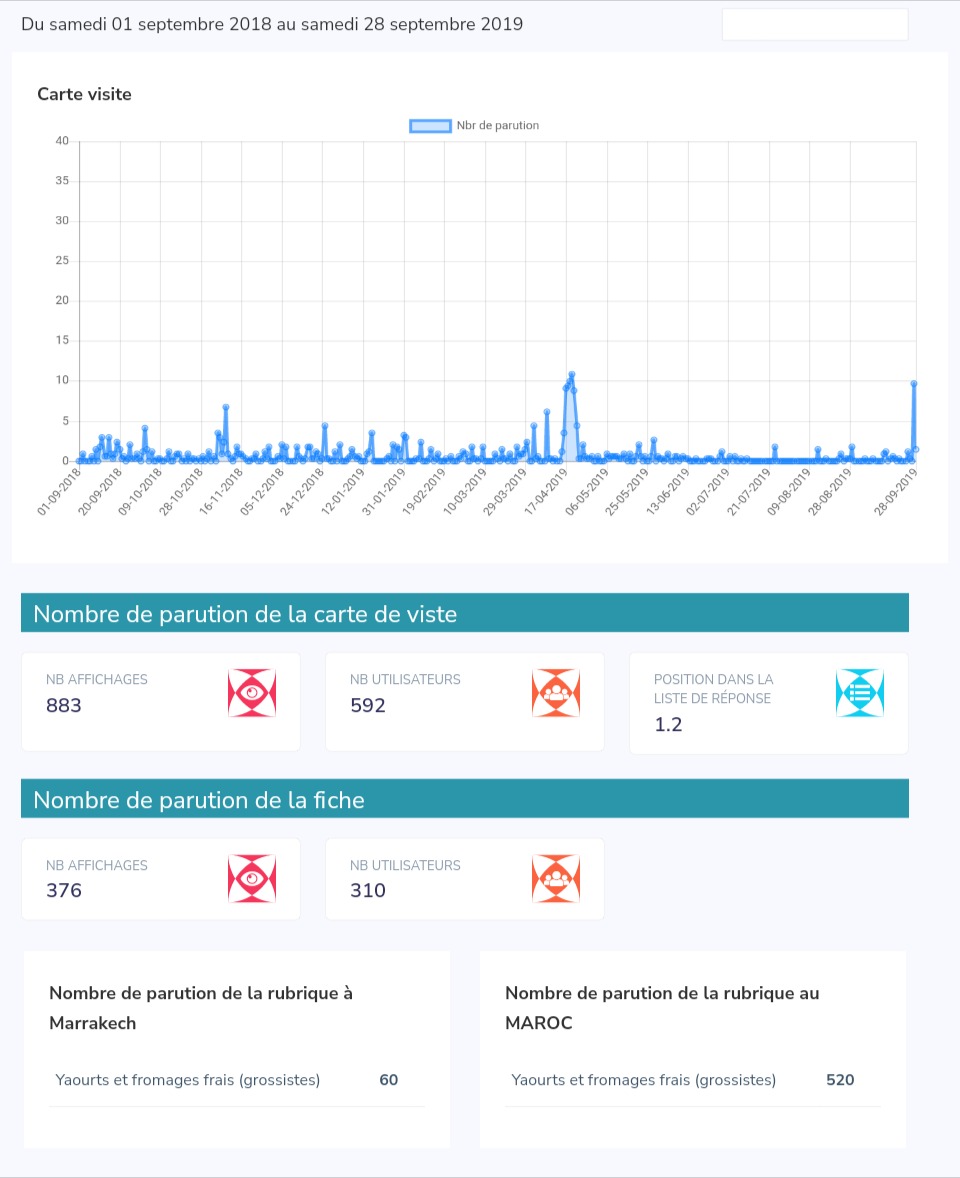 Du samedi 01 septembre 2018 au samedi 28 septembre 2019
Carte visite
Nbr de parution
40
35
30
25
20
15
10
5
0
01-09-2018
20-09-2018
09-10-2018
28-10-2018
16-11-2018
05-12-2018
24-12-2018
12-01-2019
31-01-2019
19-02-2019
10-03-2019
29-03-2019
17-04-2019
06-05-2019
25-05-2019
13-06-2019
02-07-2019
21-07-2019
09-08-2019
28-08-2019
28-09-2019
Nombre de parution de la carte de viste
NB AFFICHAGES
883
NB UTILISATEURS
592
POSITION DANS LA
LISTE DE RÉPONSE
1.2
Nombre de parution de la fiche
NB AFFICHAGES
376
NB UTILISATEURS
310
Nombre de parution de la rubrique à
Marrakech
Yaourts et fromages frais (grossistes) 60
Nombre de parution de la rubrique au
MAROC
Yaourts et fromages frais (grossistes) 520